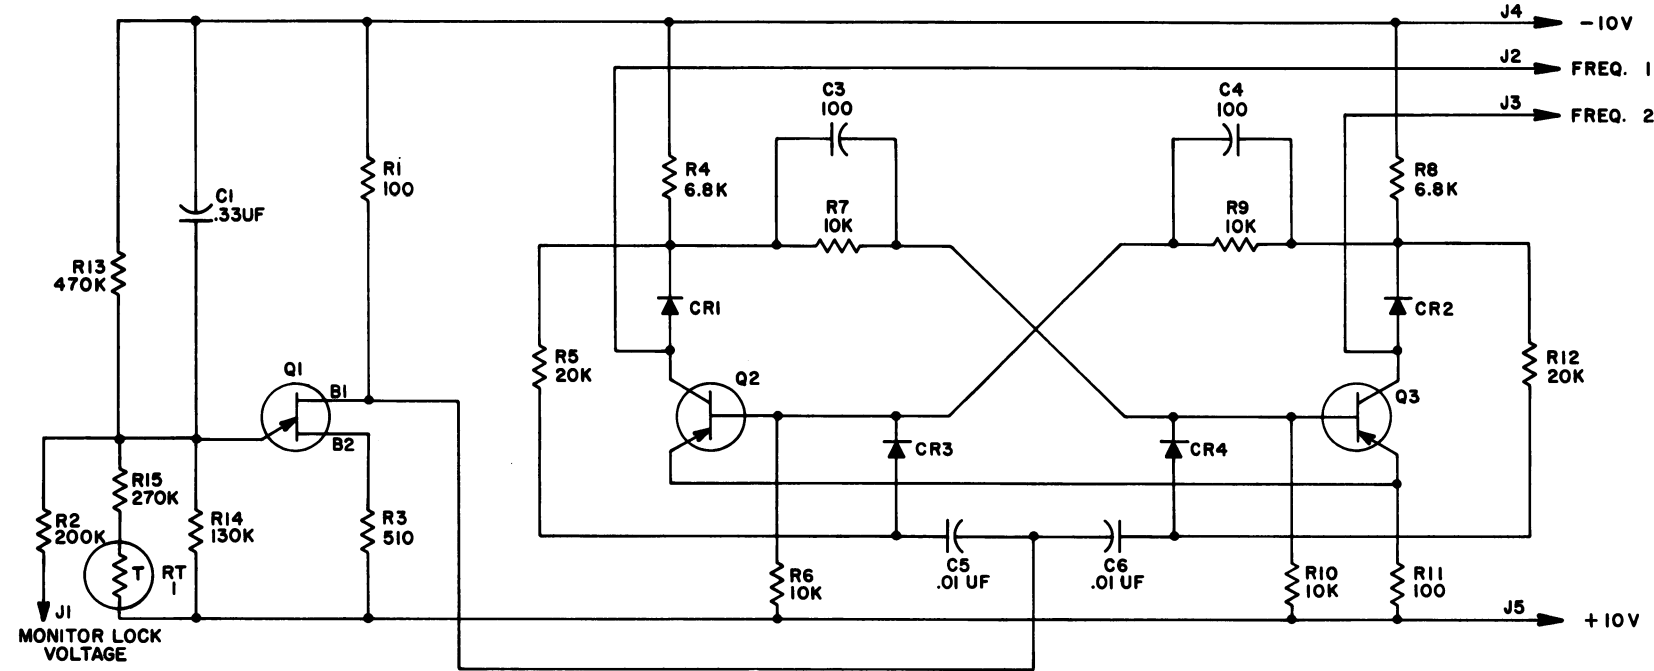 J4
-10V
J2
FREQ. 1
J3
FREQ. 2
C3
100
C4
100
R1
100
R4
6.8K
R8
6.8K
C1
.33UF
R7
10K
R9
10K
R13
470K
CR1
CR2
R5
20K
R12
20K
Q1
B1
B2
Q2
Q3
CR3
CR4
R15
270K
R2
200K
R14
130K
R3
510
T
RT
1
C5
.01 UF
C6
.01 UF
R6
10K
R10
10K
R11
100
J1
MONITOR LOCK
VOLTAGE
J5
+10V